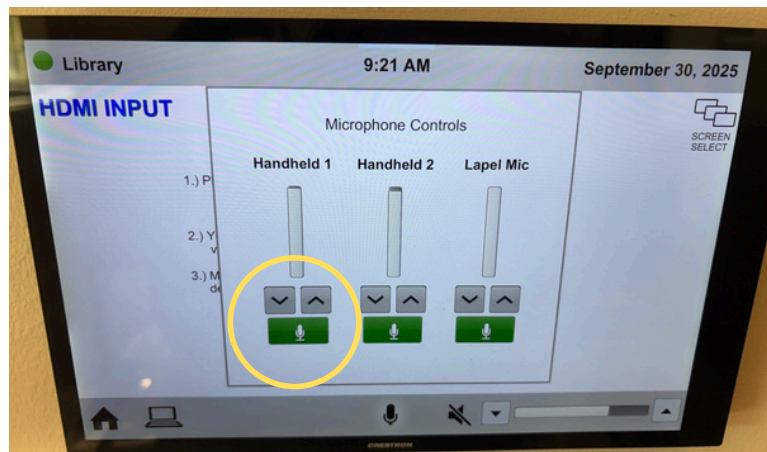 Library 9:21 AM September 30, 2025
HDMI INPUT
SCREEN
SELECT
Microphone Controls
Handheld 1 Handheld 2 Lapel Mic
1.) P
2.) Y
v
3.) M
de
CRESTRON